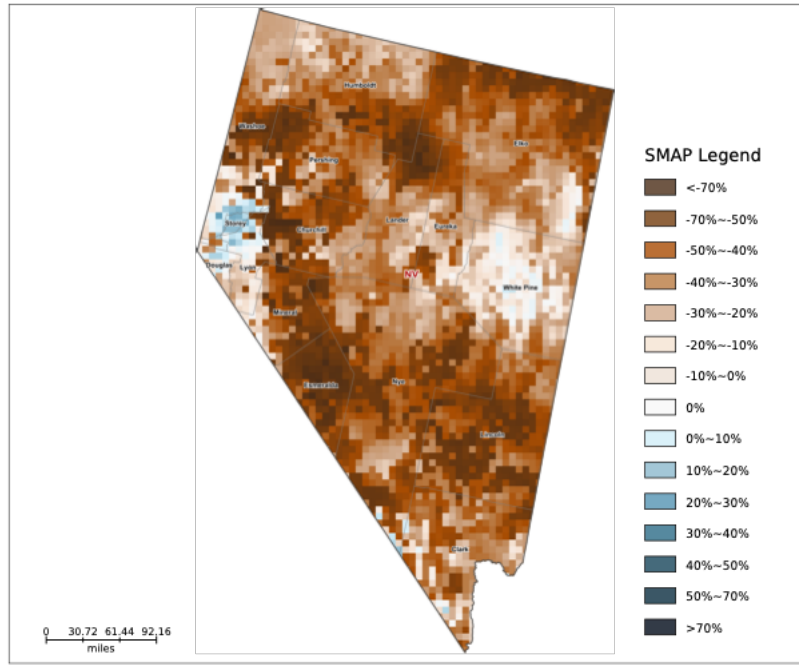 Humboldt
Washoe
Elko
Pershing
Storey
Churchill
Lander
Eureka
Douglas
Lyon
NV
White Pine
Mineral
Esmeralda
Nye
Lincoln
Clark
SMAP Legend
<-70%
-70%~-50%
-50%~-40%
-40%~-30%
-30%~-20%
-20%~-10%
-10%~0%
0%
0%~10%
10%~20%
20%~30%
30%~40%
40%~50%
50%~70%
>70%
0 30.72 61.44 92.16
miles